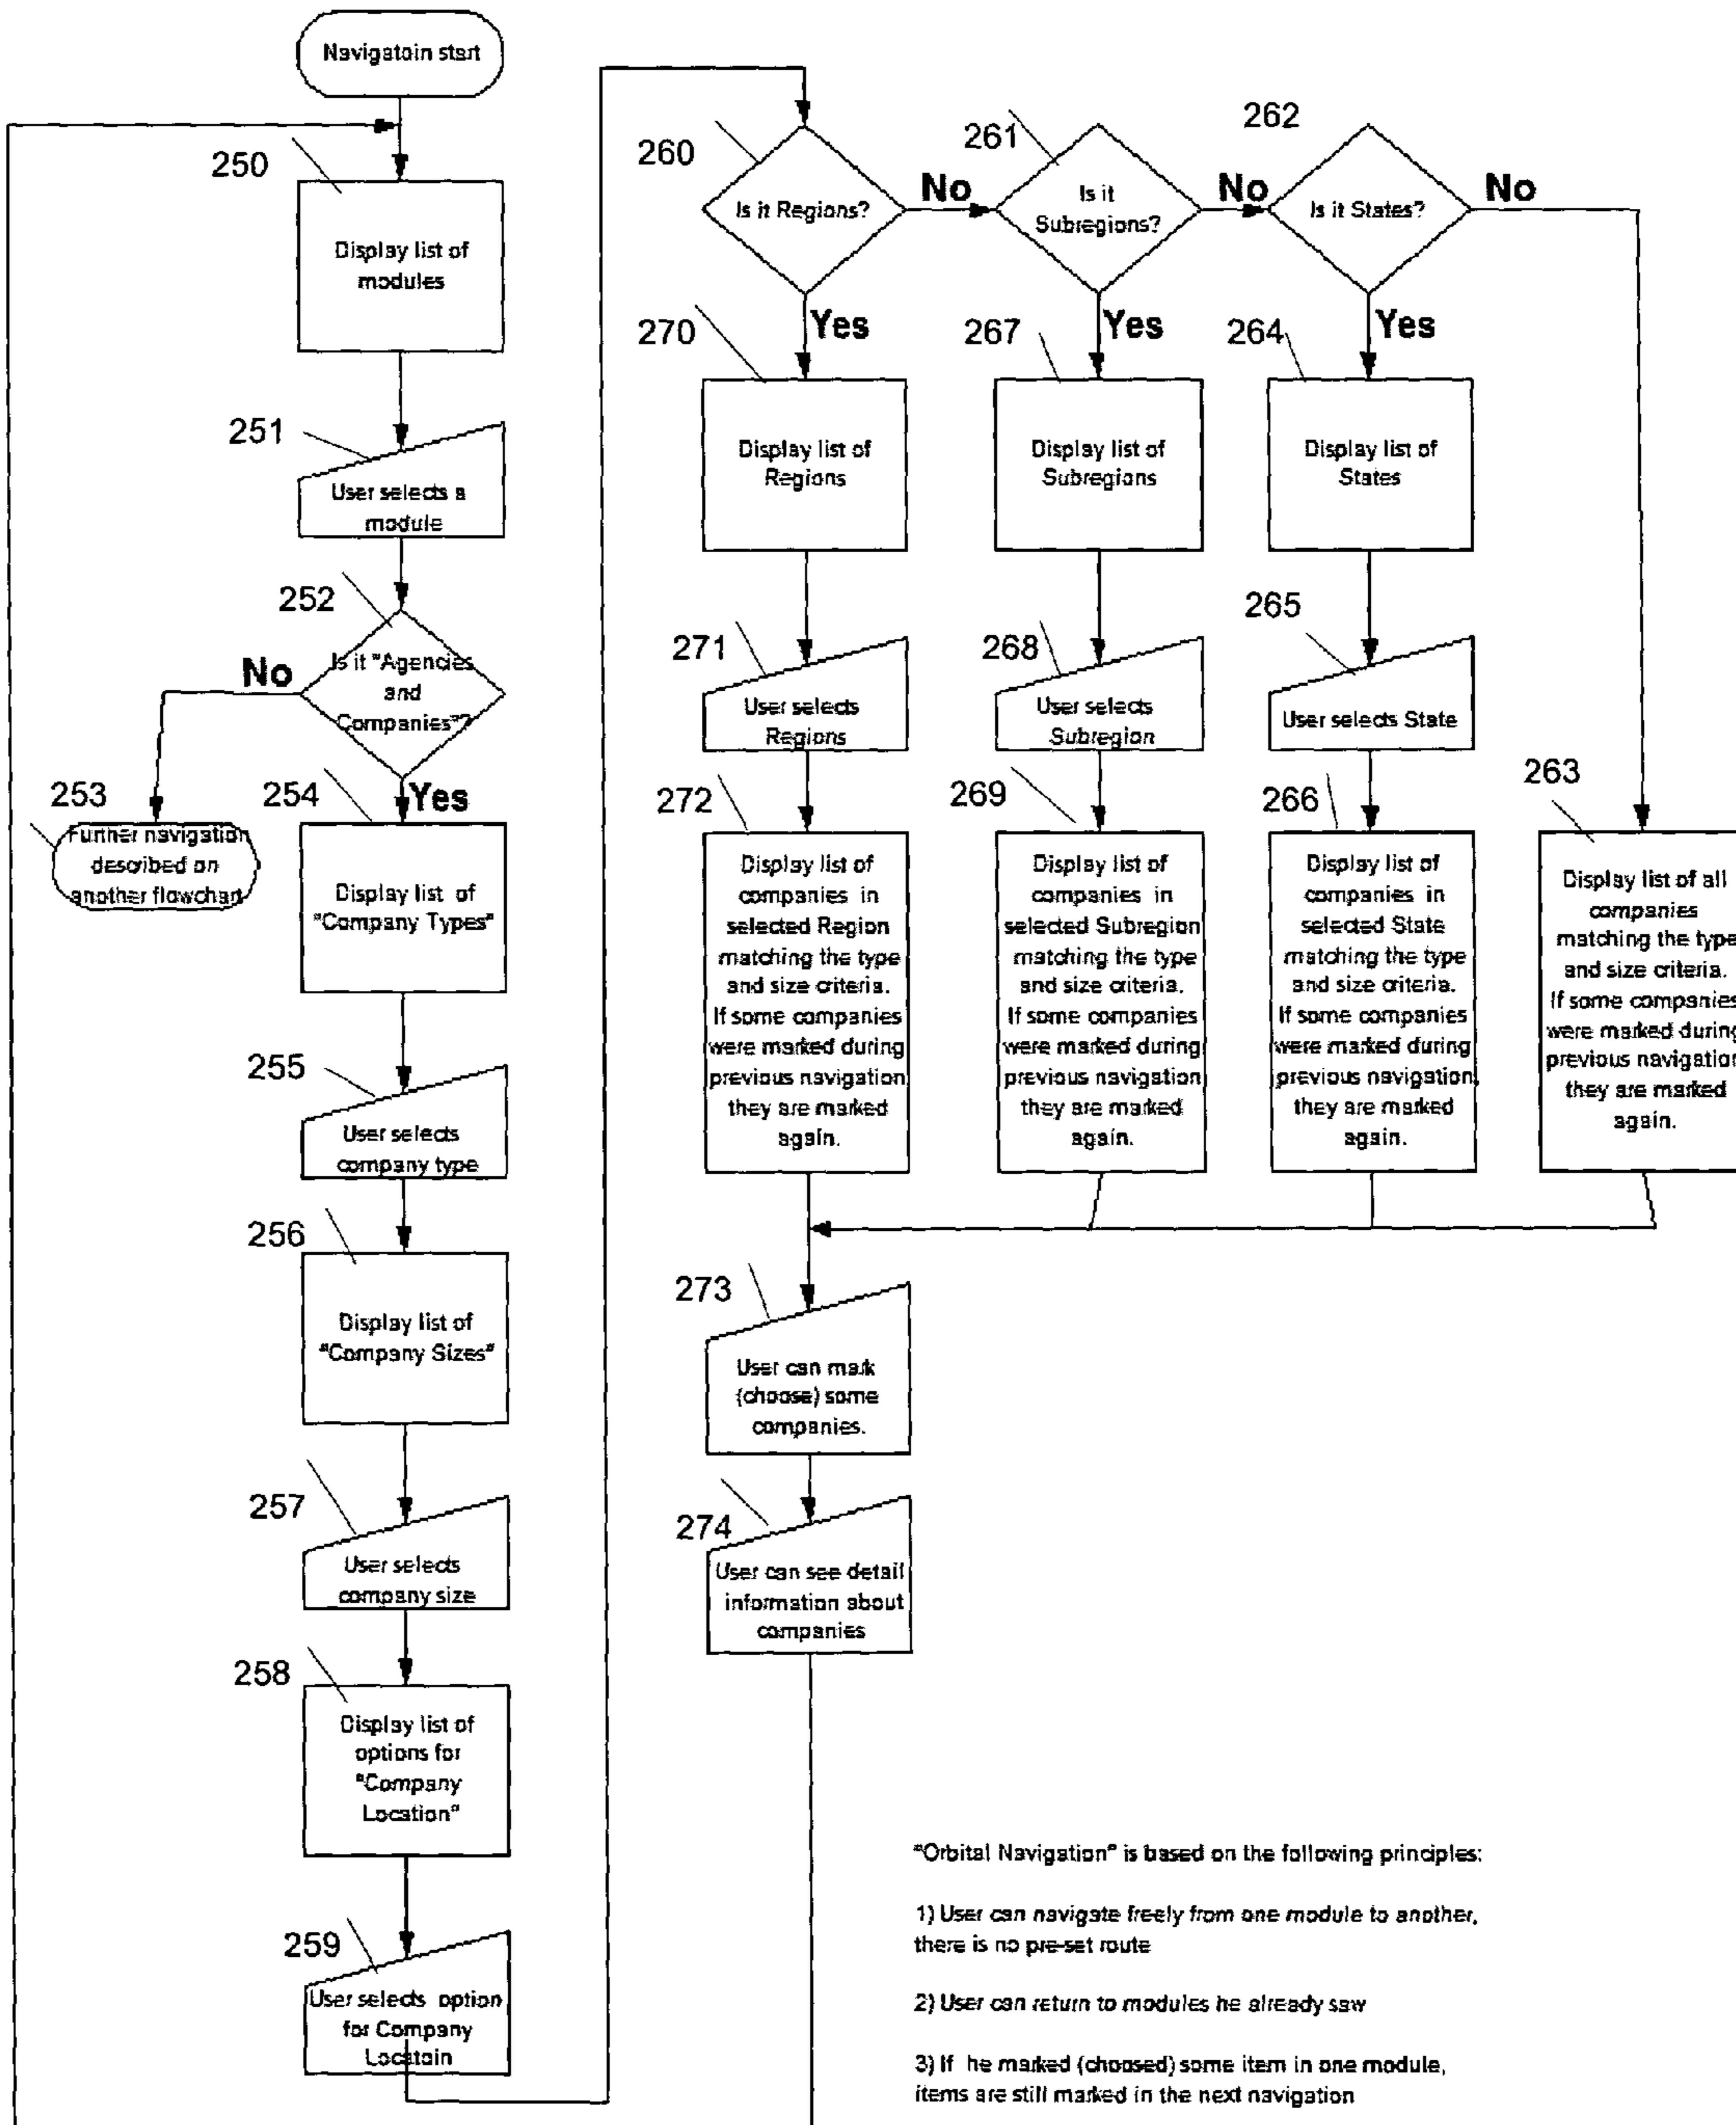 Navigatoin start
250
Display list of
modules
251
User selects a
module
252
Is it "Agencies
and
Companies"?
No
Yes
253
Further navigation
described on
another flowchart
254
Display list of
"Company Types"
255
User selects
company type
256
Display list of
"Company Sizes"
257
User selects
company size
258
Display list of
options for
"Company
Location"
259
User selects option
for Company
Locatoin
260
Is it Regions?
No
Yes
261
Is it
Subregions?
No
Yes
262
Is it States?
No
Yes
270
Display list of
Regions
267
Display list of
Subregions
264
Display list of
States
271
User selects
Regions
268
User selects
Subregion
265
User selects State
272
Display list of
companies in
selected Region
matching the type
and size criteria.
If some companies
were marked during
previous navigation
they are marked
again.
269
Display list of
companies in
selected Subregion
matching the type
and size criteria.
If some companies
were marked during
previous navigation
they are marked
again.
266
Display list of
companies in
selected State
matching the type
and size criteria.
If some companies
were marked during
previous navigation,
they are marked
again.
263
Display list of all
companies
matching the type
and size criteria.
If some companies
were marked during
previous navigation
they are marked
again.
273
User can mark
(choose) some
companies.
274
User can see detail
information about
companies
"Orbital Navigation" is based on the following principles:
1) User can navigate freely from one module to another,
there is no pre-set route
2) User can return to modules he already saw
3) If he marked (choosed) some item in one module,
items are still marked in the next navigation